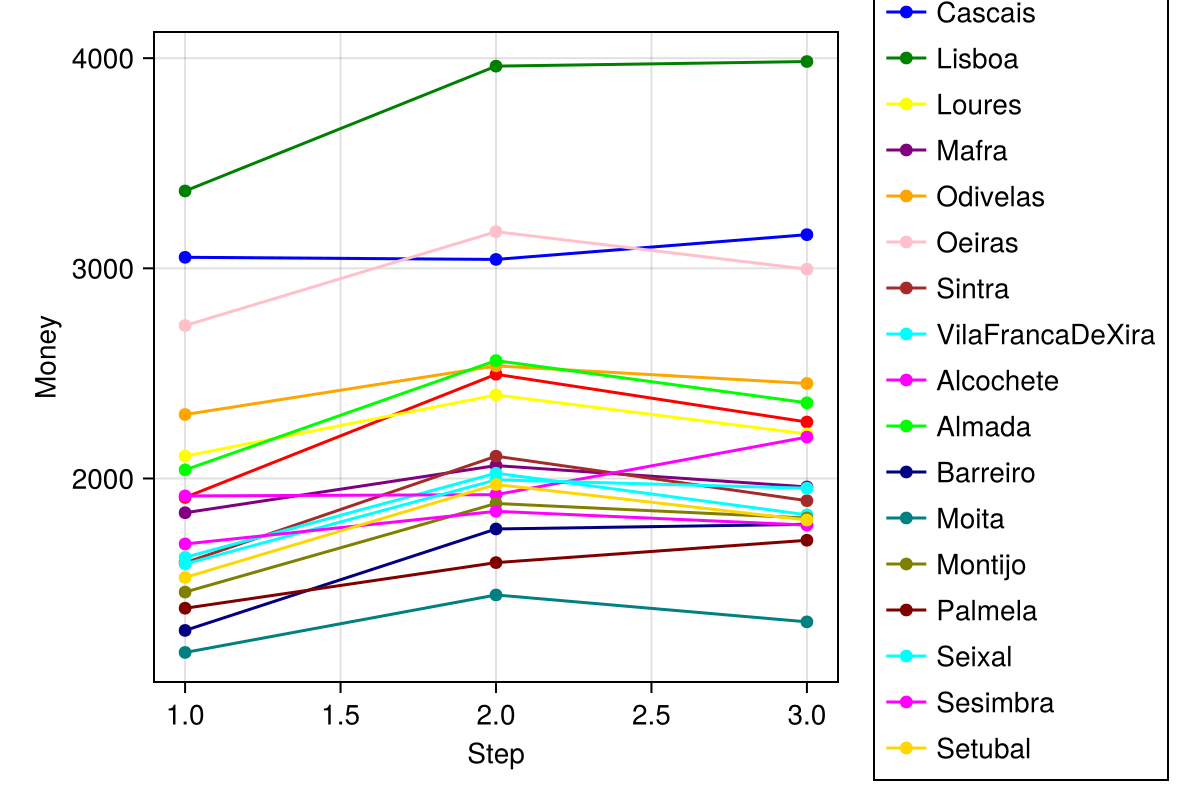 4000
3000
2000
Money
1.0 1.5 2.0 2.5 3.0
Step
Cascais
Lisboa
Loures
Mafra
Odivelas
Oeiras
Sintra
VilaFrancaDeXira
Alcochete
Almada
Barreiro
Moita
Montijo
Palmela
Seixal
Sesimbra
Setubal